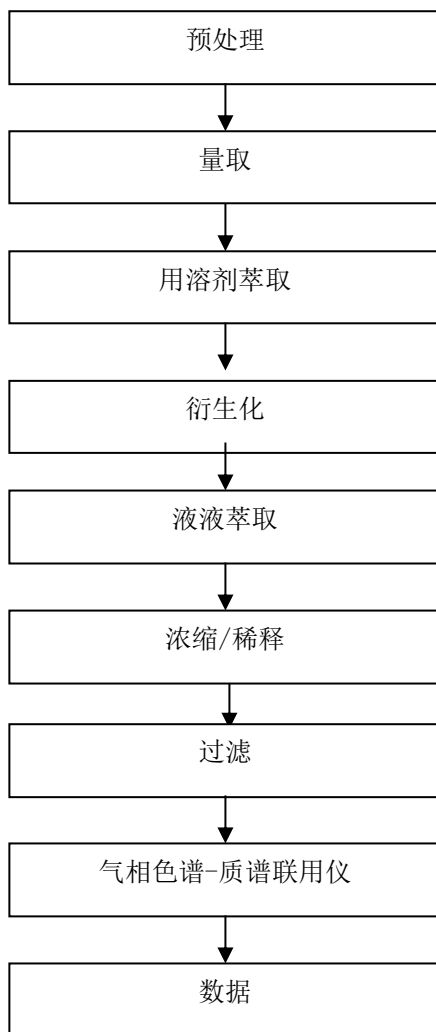 预处理
量取
用溶剂萃取
衍生化
液液萃取
浓缩/稀释
过滤
气相色谱-质谱联用仪
数据